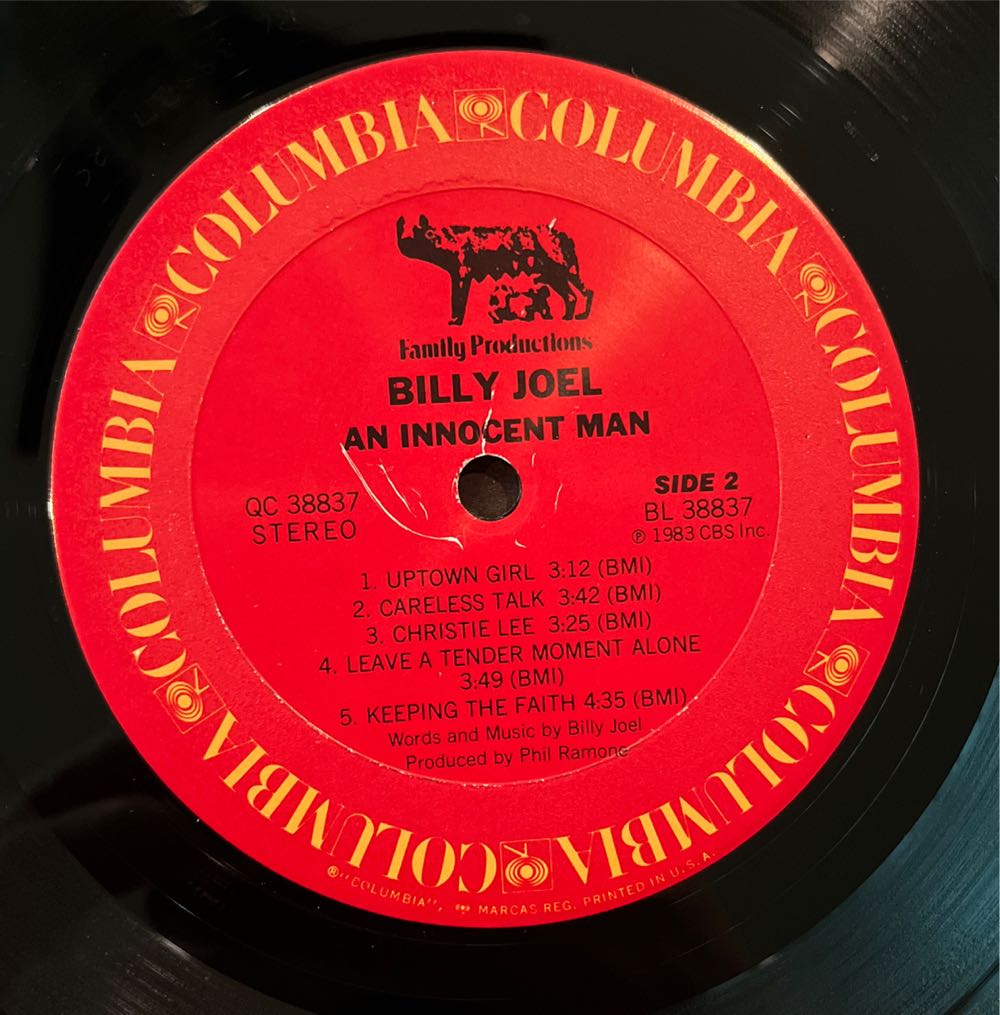 COLUMBIA COLUMBIA COLUMBIA COLUMBIA COLUMBIA COLUMBIA
Family Productions
BILLY JOEL
AN INNOCENT MAN
QC 38837
STEREO
SIDE 2
BL 38837
℗ 1983 CBS Inc.
1. UPTOWN GIRL 3:12 (BMI)
2. CARELESS TALK 3:42 (BMI)
3. CHRISTIE LEE 3:25 (BMI)
4. LEAVE A TENDER MOMENT ALONE
3:49 (BMI)
5. KEEPING THE FAITH 4:35 (BMI)
Words and Music by Billy Joel
Produced by Phil Ramone
®"COLUMBIA", MARCAS REG. PRINTED IN U.S.A.